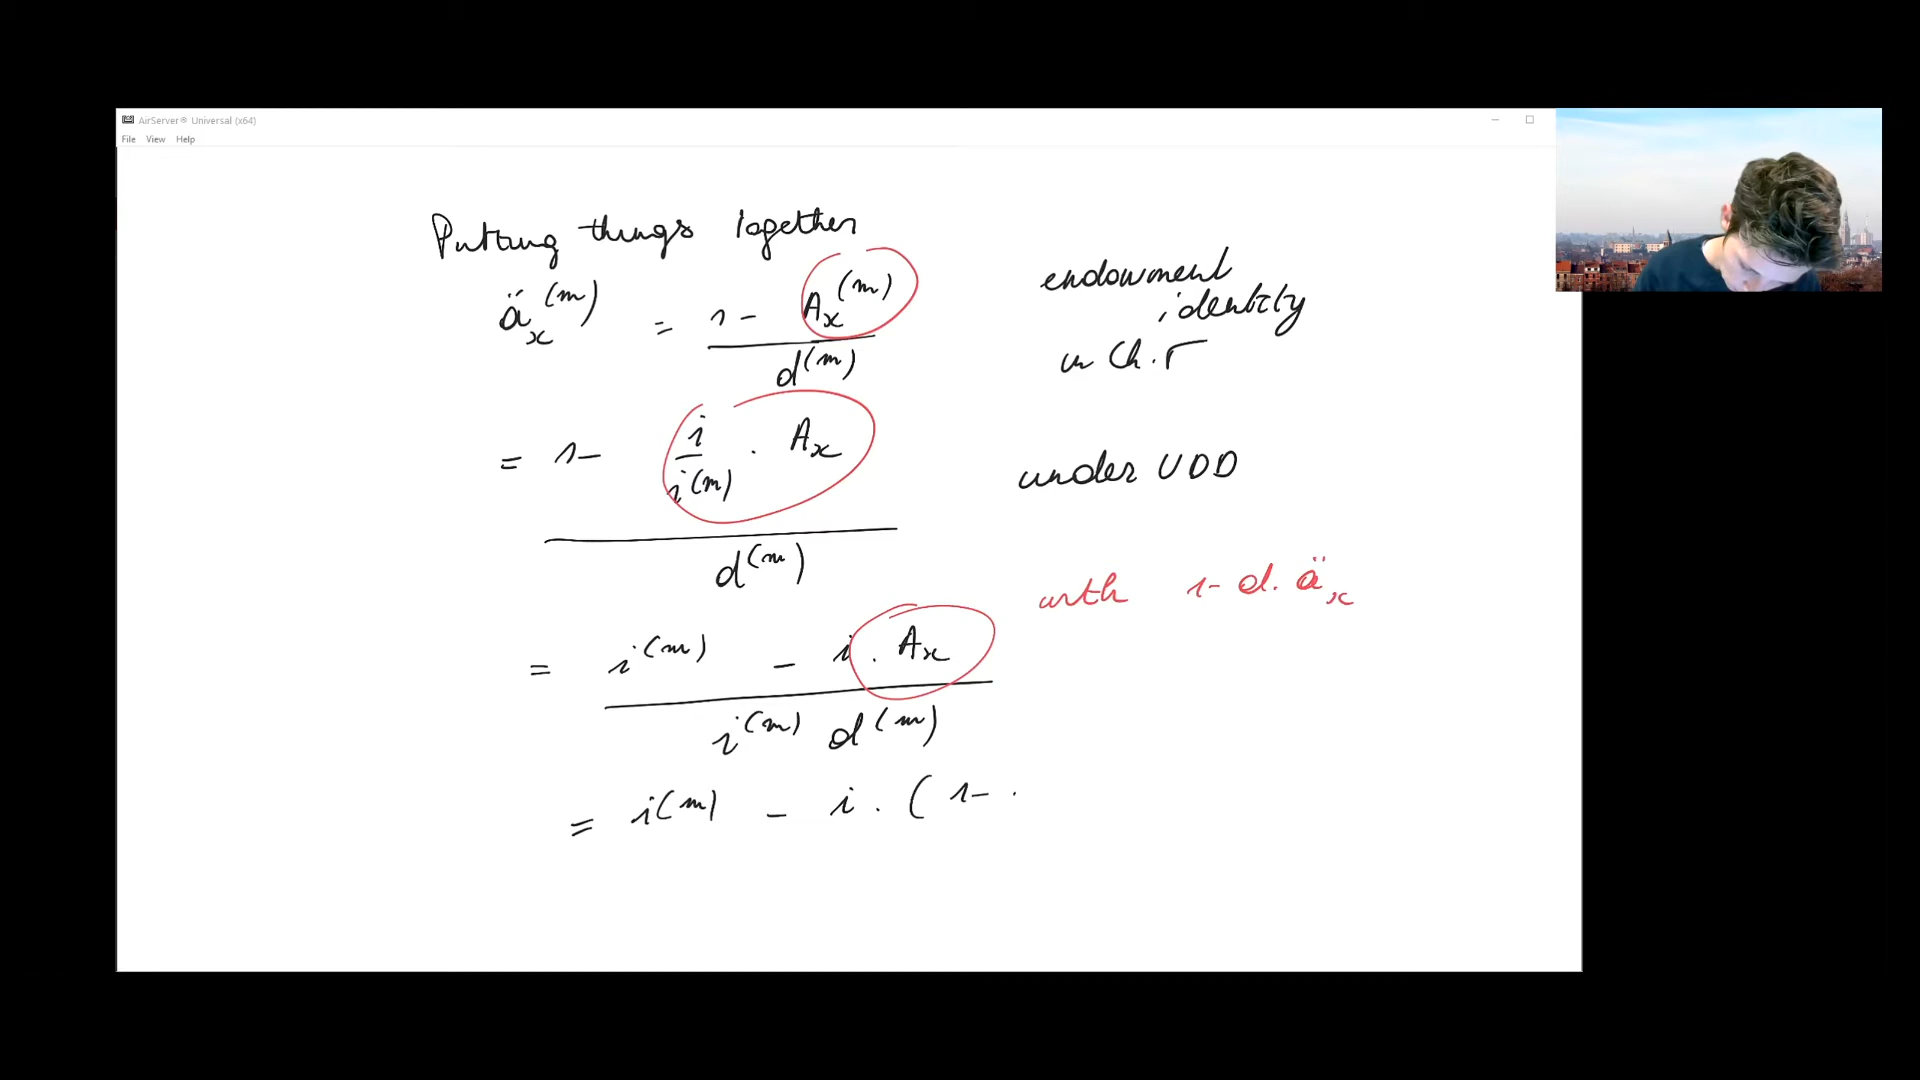 AirServer® Universal (x64)
File View Help
Putting things together
ä_x^(m) = 1 - A_x^(m) / d^(m)
endowment
identity
in Ch. 5
= 1 - i / i^(m) . A_x / d^(m)
under UDD
with 1 - d. ä_x
= i^(m) - i . A_x / i^(m) d^(m)
= i^(m) - i . ( 1 - .